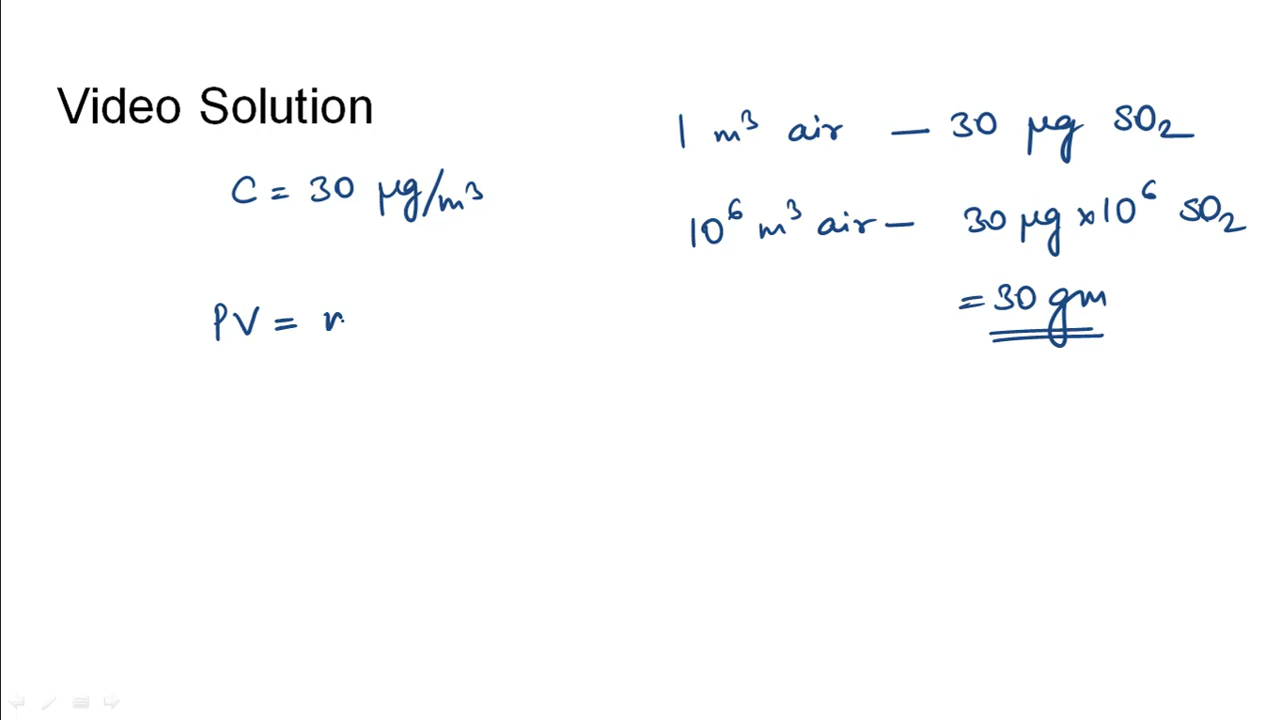 Video Solution
C = 30 μg/m³
PV = n
1 m³ air — 30 μg SO₂
10⁶ m³ air — 30 μg × 10⁶ SO₂
= 30 gm